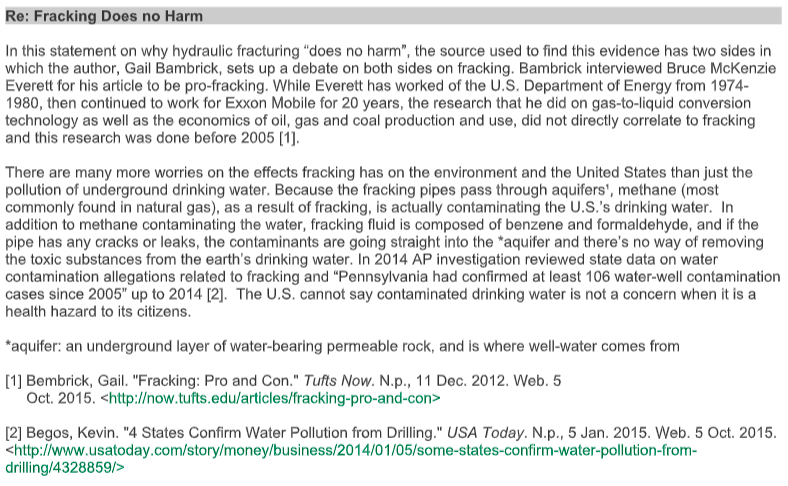 Re: Fracking Does no Harm
In this statement on why hydraulic fracturing “does no harm”, the source used to find this evidence has two sides in
which the author, Gail Bambrick, sets up a debate on both sides on fracking. Bambrick interviewed Bruce McKenzie
Everett for his article to be pro-fracking. While Everett has worked of the U.S. Department of Energy from 1974-
1980, then continued to work for Exxon Mobile for 20 years, the research that he did on gas-to-liquid conversion
technology as well as the economics of oil, gas and coal production and use, did not directly correlate to fracking
and this research was done before 2005 [1].
There are many more worries on the effects fracking has on the environment and the United States than just the
pollution of underground drinking water. Because the fracking pipes pass through aquifers', methane (most
commonly found in natural gas), as a result of fracking, is actually contaminating the U.S.'s drinking water.  In
addition to methane contaminating the water, fracking fluid is composed of benzene and formaldehyde, and if the
pipe has any cracks or leaks, the contaminants are going straight into the *aquifer and there's no way of removing
the toxic substances from the earth's drinking water. In 2014 AP investigation reviewed state data on water
contamination allegations related to fracking and “Pennsylvania had confirmed at least 106 water-well contamination
cases since 2005” up to 2014 [2].  The U.S. cannot say contaminated drinking water is not a concern when it is a
health hazard to its citizens.
*aquifer: an underground layer of water-bearing permeable rock, and is where well-water comes from
[1] Bembrick, Gail. "Fracking: Pro and Con." Tufts Now. N.p., 11 Dec. 2012. Web. 5
Oct. 2015. <http://now.tufts.edu/articles/fracking-pro-and-con>
[2] Begos, Kevin. "4 States Confirm Water Pollution from Drilling." USA Today. N.p., 5 Jan. 2015. Web. 5 Oct. 2015.
<http://www.usatoday.com/story/money/business/2014/01/05/some-states-confirm-water-pollution-from-
drilling/4328859/>